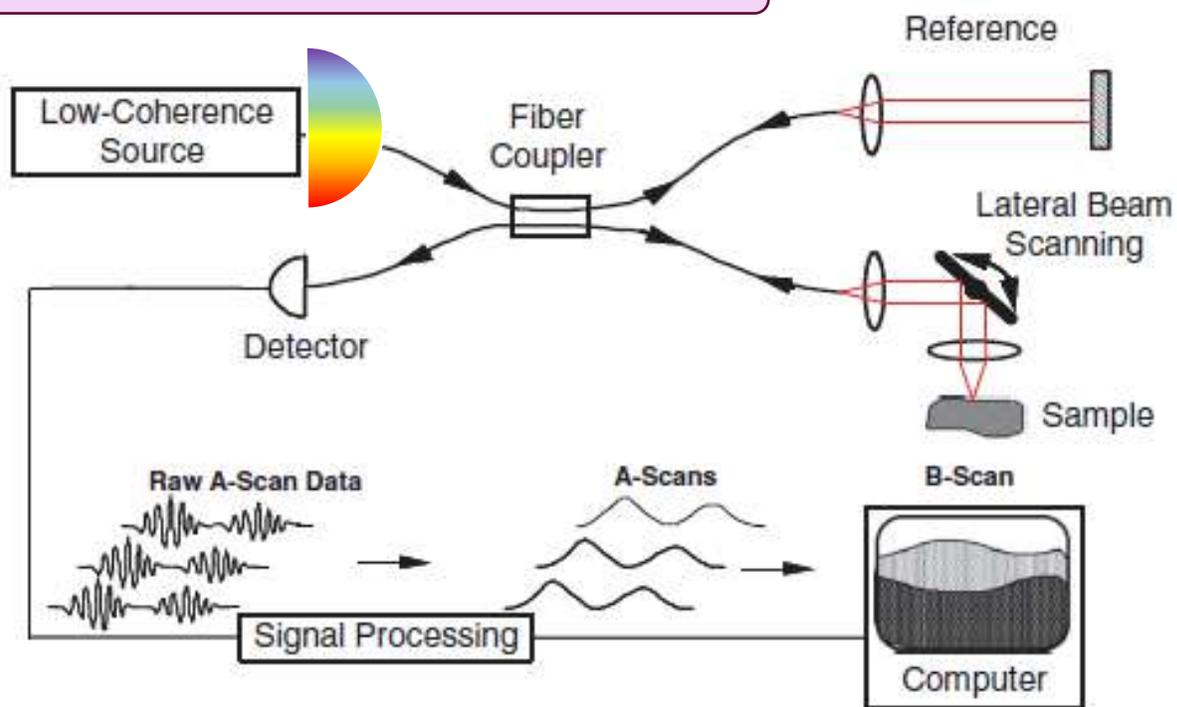 Reference
Low-Coherence
Source
Fiber
Coupler
Lateral Beam
Scanning
Detector
Sample
Raw A-Scan Data
A-Scans
B-Scan
Signal Processing
Computer